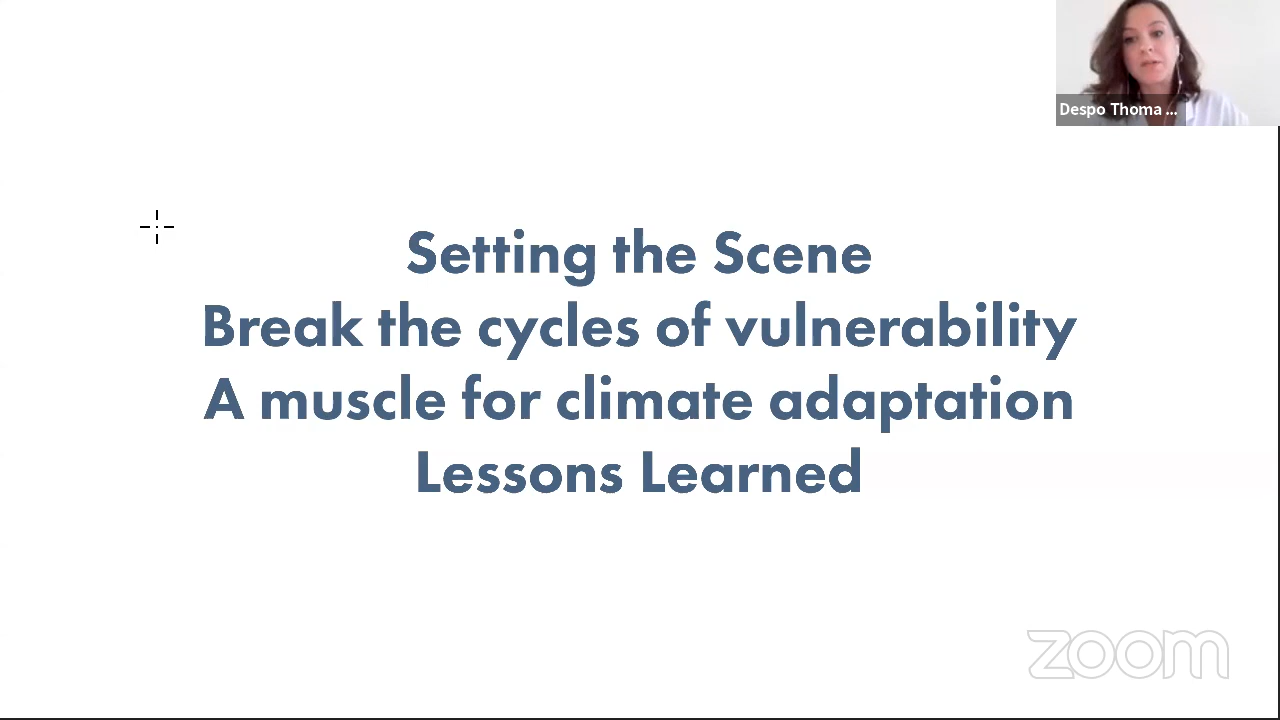 Despo Thoma ...
Setting the Scene
Break the cycles of vulnerability
A muscle for climate adaptation
Lessons Learned
zoom